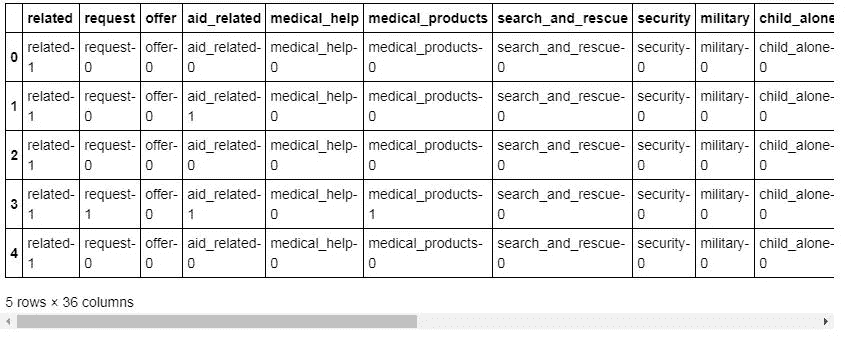 related request offer aid_related medical_help medical_products search_and_rescue security military child_alone
0 related-1 request-0 offer-0 aid_related-0 medical_help-0 medical_products-0 search_and_rescue-0 security-0 military-0 child_alone-0
1 related-1 request-0 offer-0 aid_related-1 medical_help-0 medical_products-0 search_and_rescue-0 security-0 military-0 child_alone-0
2 related-1 request-0 offer-0 aid_related-0 medical_help-0 medical_products-0 search_and_rescue-0 security-0 military-0 child_alone-0
3 related-1 request-1 offer-0 aid_related-1 medical_help-0 medical_products-1 search_and_rescue-0 security-0 military-0 child_alone-0
4 related-1 request-0 offer-0 aid_related-0 medical_help-0 medical_products-0 search_and_rescue-0 security-0 military-0 child_alone-0
5 rows × 36 columns